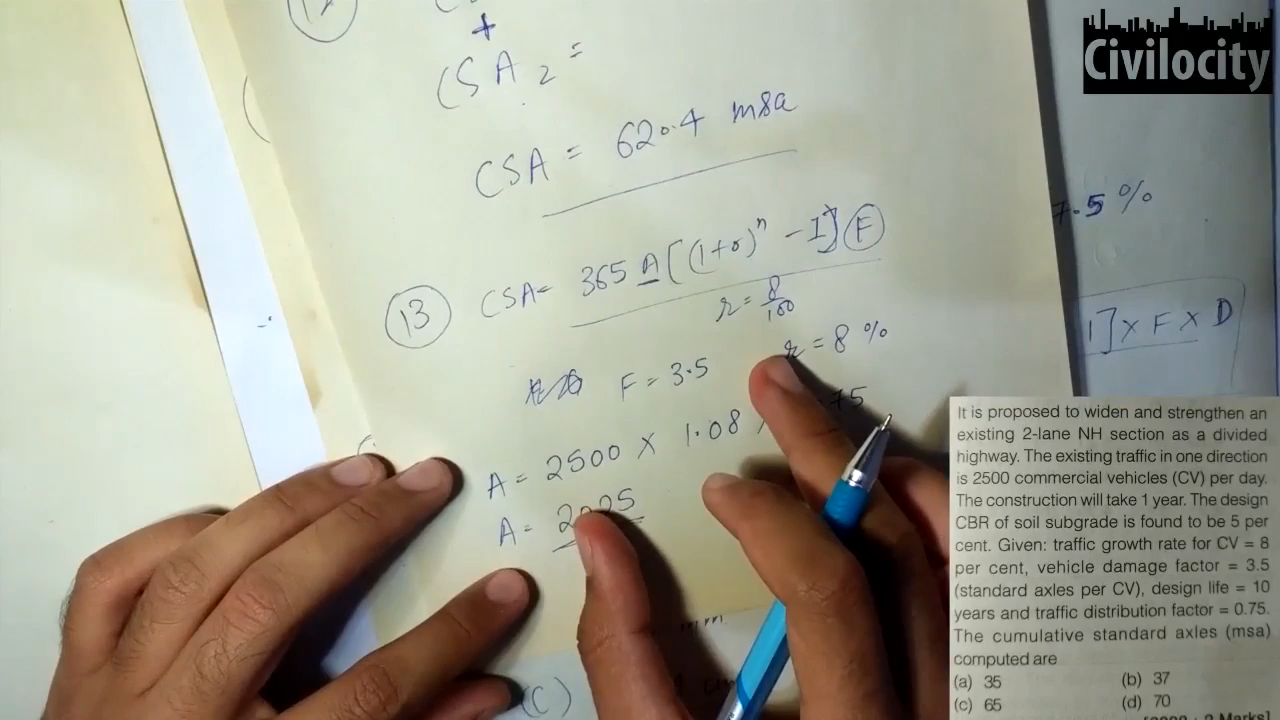 Civilocity
+
CSA2 =
CSA = 620.4 msa
7.5 %
13
CSA = 365 A [(1+r)^n - 1] F
r = 8/100
1] × F × D
F = 3.5
r = 8 %
A = 2500 × 1.08
75
A = 2025
(C)
It is proposed to widen and strengthen an
existing 2-lane NH section as a divided
highway. The existing traffic in one direction
is 2500 commercial vehicles (CV) per day.
The construction will take 1 year. The design
CBR of soil subgrade is found to be 5 per
cent. Given: traffic growth rate for CV = 8
per cent, vehicle damage factor = 3.5
(standard axles per CV), design life = 10
years and traffic distribution factor = 0.75.
The cumulative standard axles (msa)
computed are
(a) 35 (b) 37
(c) 65 (d) 70